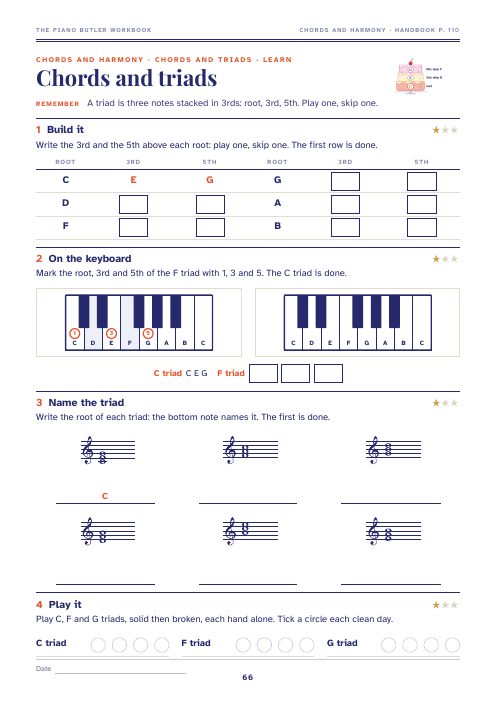 THE PIANO BUTLER WORKBOOK
CHORDS AND HARMONY · HANDBOOK P. 110
CHORDS AND HARMONY · CHORDS AND TRIADS · LEARN
Chords and triads
REMEMBER A triad is three notes stacked in 3rds: root, 3rd, 5th. Play one, skip one.
1 Build it
Write the 3rd and the 5th above each root: play one, skip one. The first row is done.
ROOT 3RD 5TH ROOT 3RD 5TH
C E G G
D A
F B
2 On the keyboard
Mark the root, 3rd and 5th of the F triad with 1, 3 and 5. The C triad is done.
1 3 5
C D E F G A B C
C D E F G A B C
C triad C E G F triad
3 Name the triad
Write the root of each triad: the bottom note names it. The first is done.
C
4 Play it
Play C, F and G triads, solid then broken, each hand alone. Tick a circle each clean day.
C triad F triad G triad
Date
66